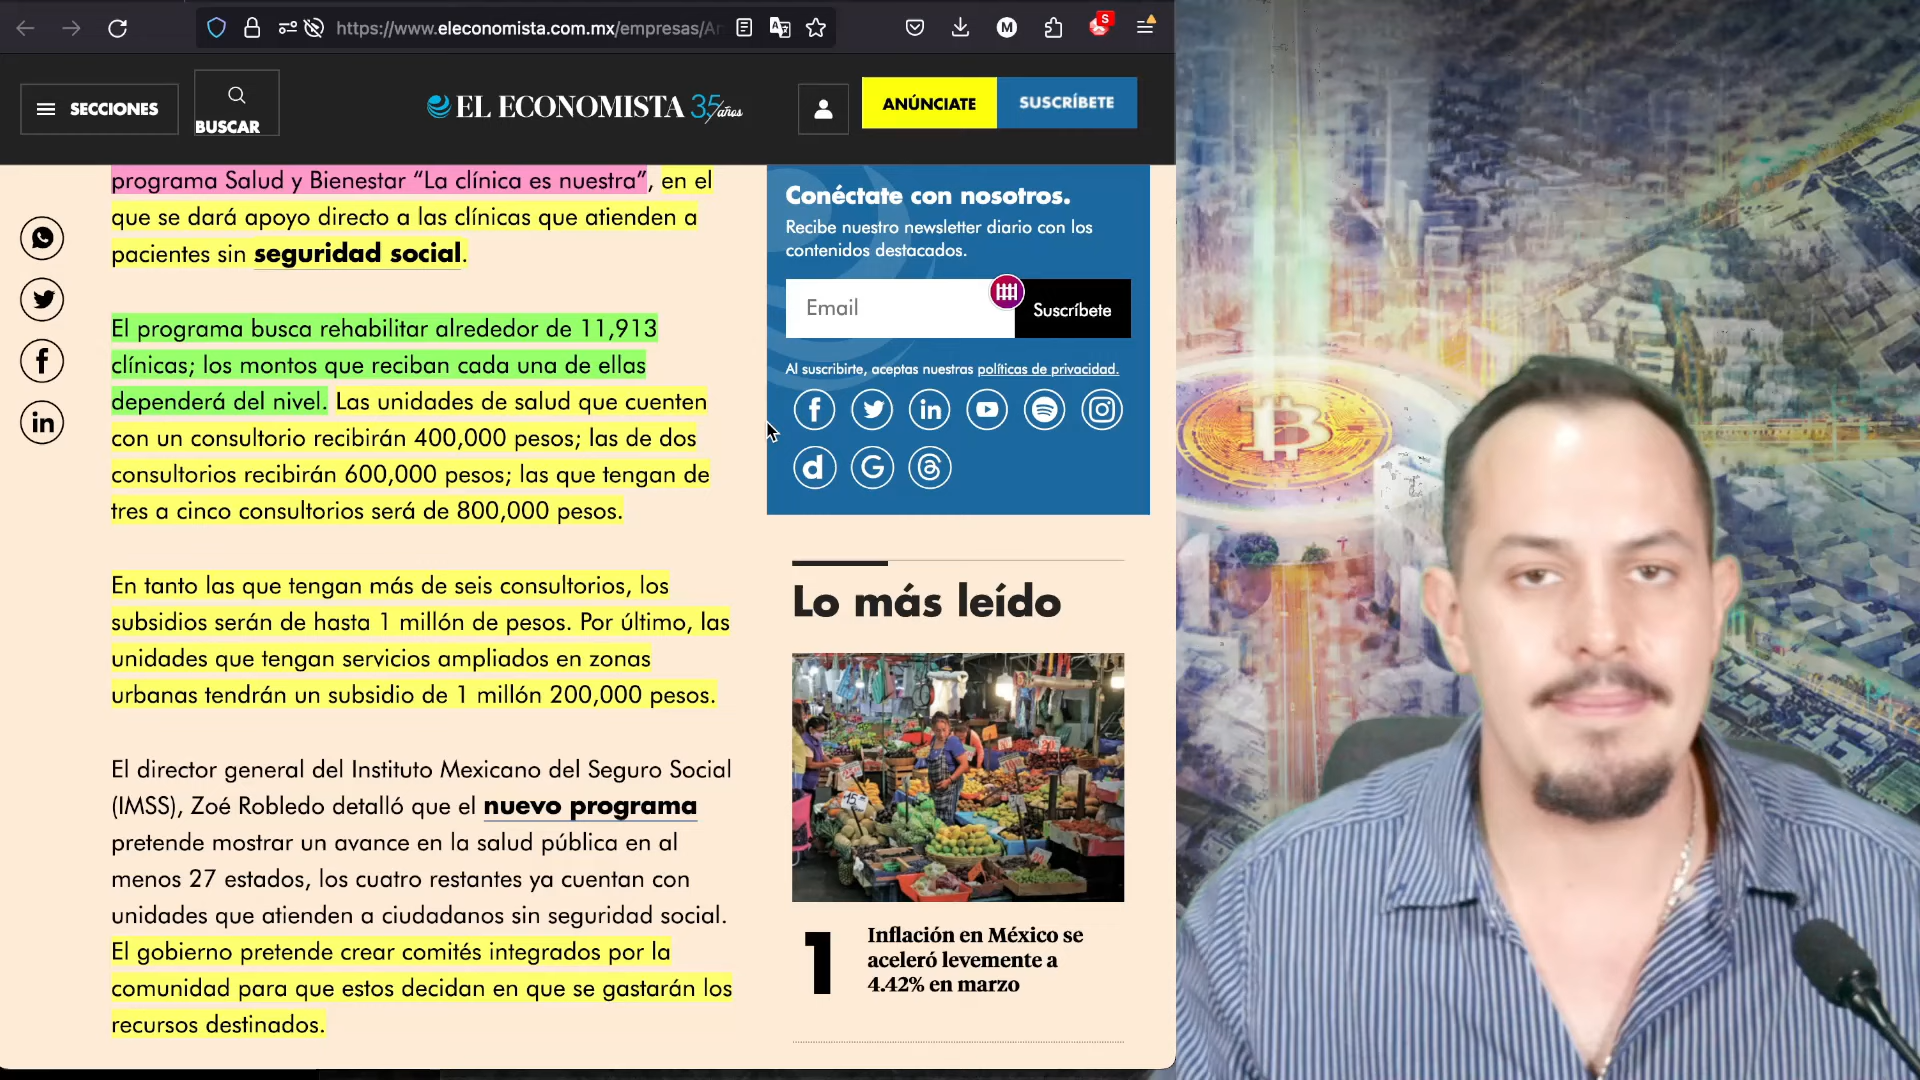 https://www.eleconomista.com.mx/empresas/Ar
M
S
SECCIONES
BUSCAR
EL ECONOMISTA 35 años
ANÚNCIATE
SUSCRÍBETE
programa Salud y Bienestar “La clínica es nuestra”, en el
que se dará apoyo directo a las clínicas que atienden a
pacientes sin seguridad social.
El programa busca rehabilitar alrededor de 11,913
clínicas; los montos que reciban cada una de ellas
dependerá del nivel. Las unidades de salud que cuenten
con un consultorio recibirán 400,000 pesos; las de dos
consultorios recibirán 600,000 pesos; las que tengan de
tres a cinco consultorios será de 800,000 pesos.
En tanto las que tengan más de seis consultorios, los
subsidios serán de hasta 1 millón de pesos. Por último, las
unidades que tengan servicios ampliados en zonas
urbanas tendrán un subsidio de 1 millón 200,000 pesos.
El director general del Instituto Mexicano del Seguro Social
(IMSS), Zoé Robledo detalló que el nuevo programa
pretende mostrar un avance en la salud pública en al
menos 27 estados, los cuatro restantes ya cuentan con
unidades que atienden a ciudadanos sin seguridad social.
El gobierno pretende crear comités integrados por la
comunidad para que estos decidan en que se gastarán los
recursos destinados.
Conéctate con nosotros.
Recibe nuestro newsletter diario con los
contenidos destacados.
Email
Suscríbete
Al suscribirte, aceptas nuestras políticas de privacidad.
Lo más leído
15
1
Inflación en México se
aceleró levemente a
4.42% en marzo